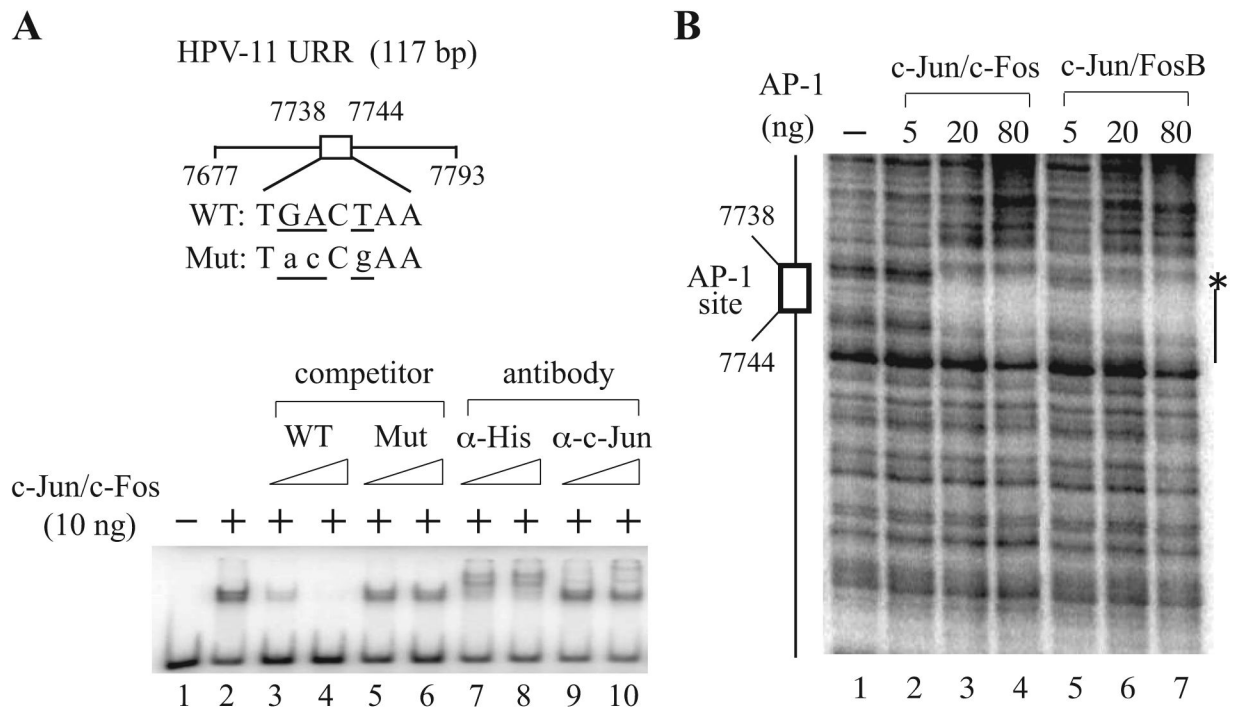 A
HPV-11 URR (117 bp)
7738 7744
7677 7793
WT: TGACTAA
Mut: TacCgAA
competitor antibody
WT Mut α-His α-c-Jun
c-Jun/c-Fos
(10 ng) – + + + + + + + + +
1 2 3 4 5 6 7 8 9 10
B
AP-1
(ng)
c-Jun/c-Fos c-Jun/FosB
– 5 20 80 5 20 80
7738
AP-1
site
7744
*
1 2 3 4 5 6 7